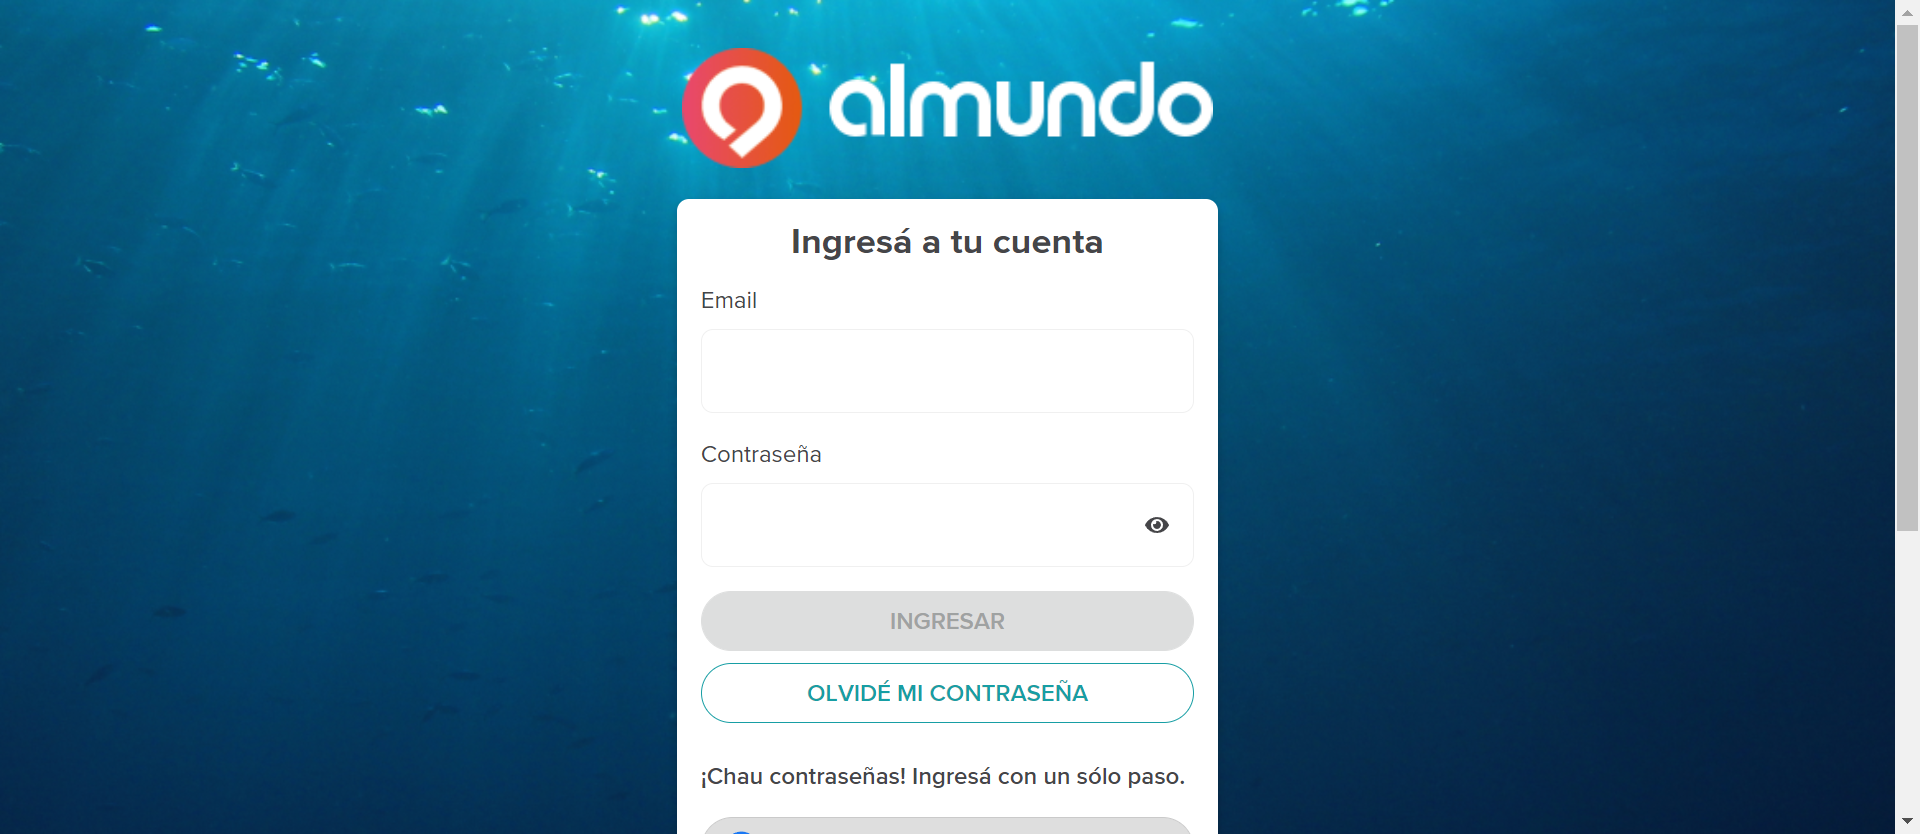 almundo
Ingresá a tu cuenta
Email
Contraseña
INGRESAR
OLVIDÉ MI CONTRASEÑA
¡Chau contraseñas! Ingresá con un sólo paso.